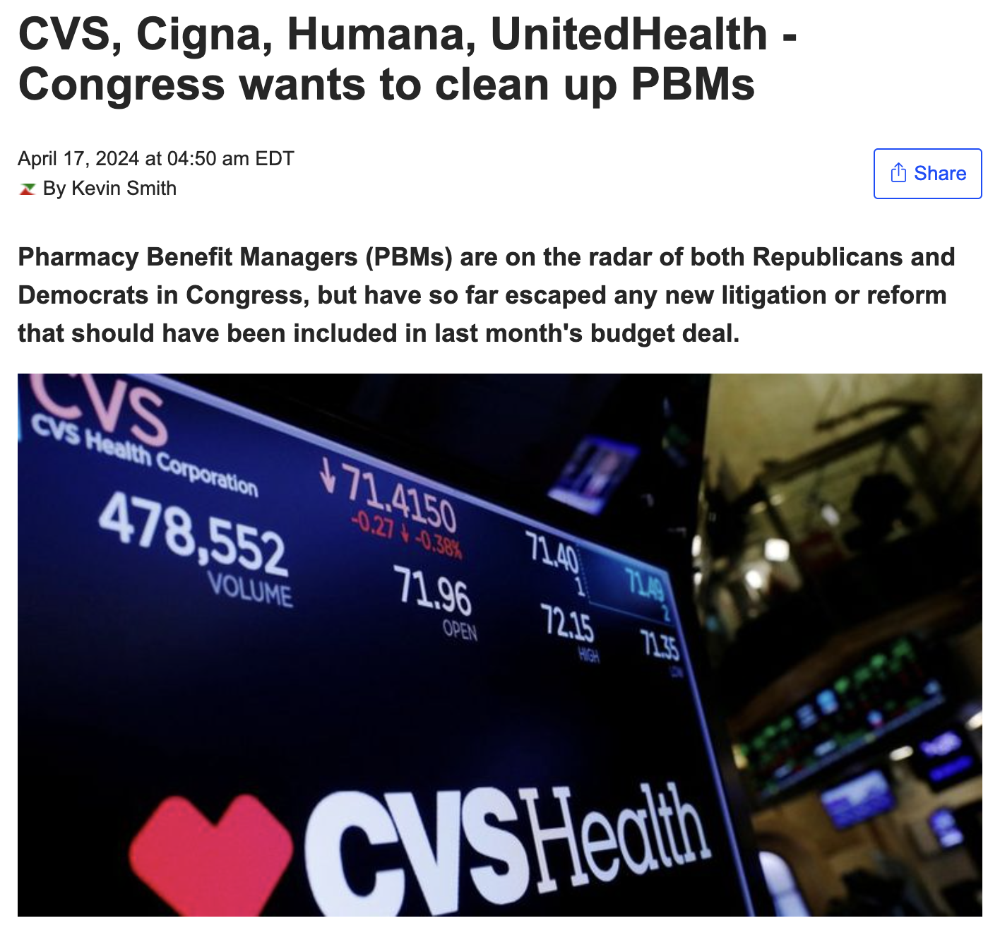 CVS, Cigna, Humana, UnitedHealth -
Congress wants to clean up PBMs
April 17, 2024 at 04:50 am EDT
By Kevin Smith
Share
Pharmacy Benefit Managers (PBMs) are on the radar of both Republicans and
Democrats in Congress, but have so far escaped any new litigation or reform
that should have been included in last month's budget deal.
CVS
CVS Health Corporation
478,552
VOLUME
↓71.4150
-0.27 ↓ -0.38%
71.96
OPEN
71.40
1
71.49
2
72.15
HIGH
71.35
LOW
CVSHealth